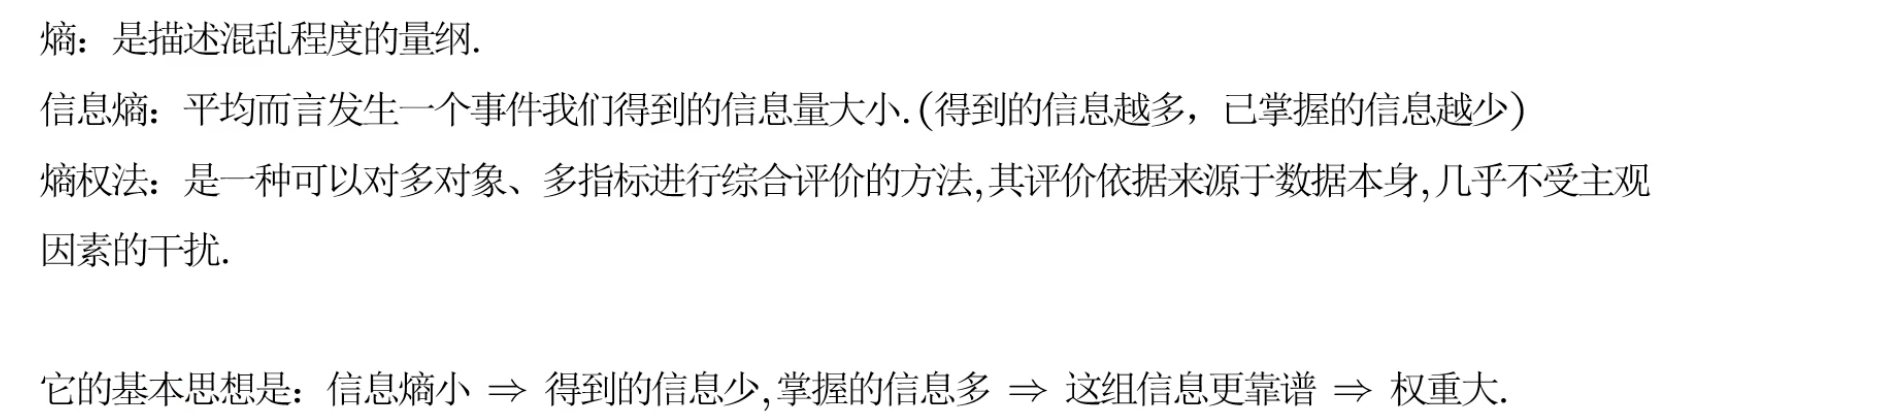 熵：是描述混乱程度的量纲.
信息熵：平均而言发生一个事件我们得到的信息量大小.(得到的信息越多，已掌握的信息越少)
熵权法：是一种可以对多对象、多指标进行综合评价的方法,其评价依据来源于数据本身,几乎不受主观
因素的干扰.
它的基本思想是：信息熵小 ⇒ 得到的信息少,掌握的信息多 ⇒ 这组信息更靠谱 ⇒ 权重大.